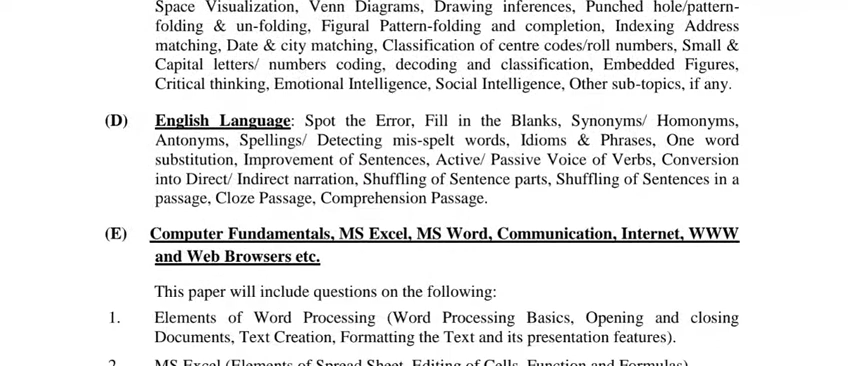 Space Visualization, Venn Diagrams, Drawing inferences, Punched hole/pattern-
folding & un-folding, Figural Pattern-folding and completion, Indexing Address
matching, Date & city matching, Classification of centre codes/roll numbers, Small &
Capital letters/ numbers coding, decoding and classification, Embedded Figures,
Critical thinking, Emotional Intelligence, Social Intelligence, Other sub-topics, if any.
(D) English Language: Spot the Error, Fill in the Blanks, Synonyms/ Homonyms,
Antonyms, Spellings/ Detecting mis-spelt words, Idioms & Phrases, One word
substitution, Improvement of Sentences, Active/ Passive Voice of Verbs, Conversion
into Direct/ Indirect narration, Shuffling of Sentence parts, Shuffling of Sentences in a
passage, Cloze Passage, Comprehension Passage.
(E) Computer Fundamentals, MS Excel, MS Word, Communication, Internet, WWW
and Web Browsers etc.
This paper will include questions on the following:
1. Elements of Word Processing (Word Processing Basics, Opening and closing
Documents, Text Creation, Formatting the Text and its presentation features).
2. MS Excel (Elements of Spread Sheet, Editing of Cells, Function and Formulas)